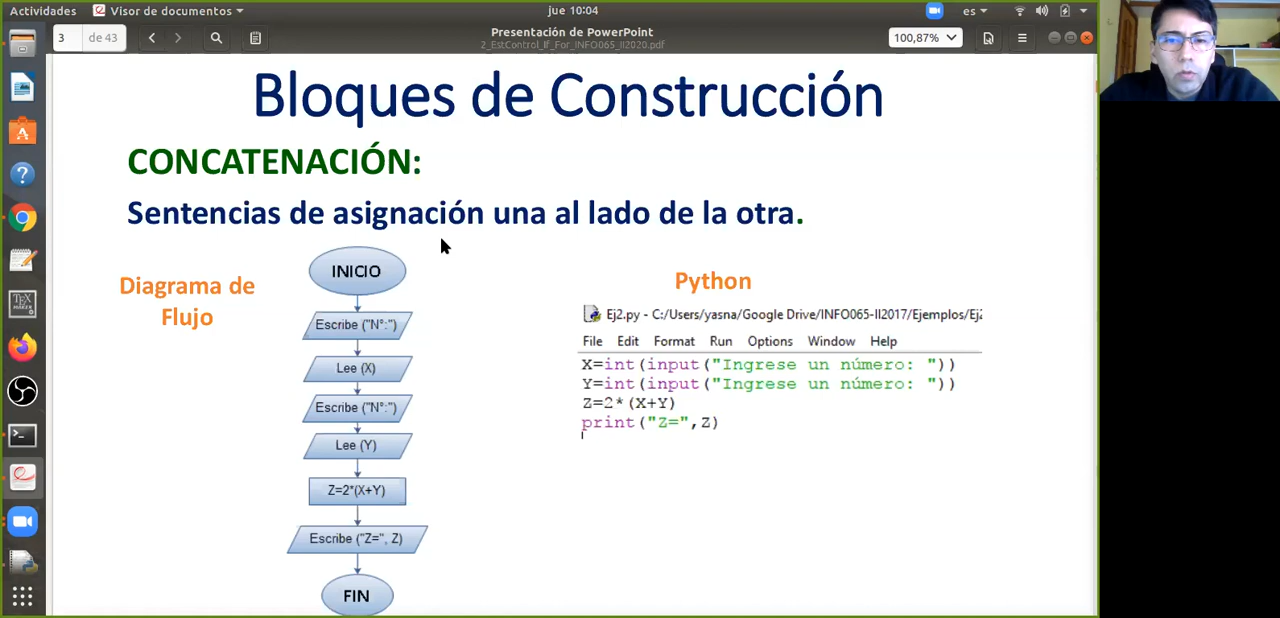 Actividades
Visor de documentos
jue 10:04
es
3
de 43
Presentación de PowerPoint
2_EstControl_If_For_INFO065_II2020.pdf
100,87%
Bloques de Construcción
CONCATENACIÓN:
Sentencias de asignación una al lado de la otra.
Diagrama de
Flujo
INICIO
Escribe ("N°:")
Lee (X)
Escribe ("N°:")
Lee (Y)
Z=2*(X+Y)
Escribe ("Z=", Z)
FIN
Python
Ej2.py - C:/Users/yasna/Google Drive/INFO065-II2017/Ejemplos/Ej2
File Edit Format Run Options Window Help
X=int(input("Ingrese un número: "))
Y=int(input("Ingrese un número: "))
Z=2*(X+Y)
print("Z=",Z)